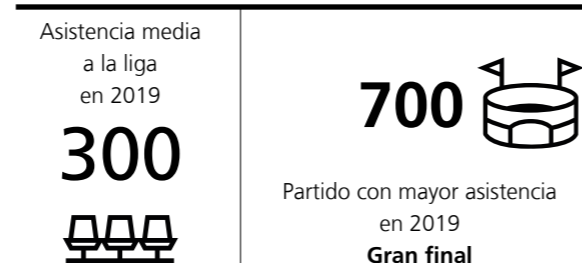 Asistencia media
a la liga
en 2019
300
700
Partido con mayor asistencia
en 2019
Gran final